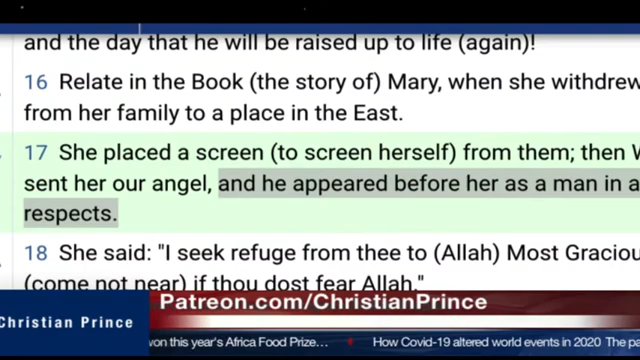 and the day that he will be raised up to life (again)!
16 Relate in the Book (the story of) Mary, when she withdrew
from her family to a place in the East.
17 She placed a screen (to screen herself) from them; then W
sent her our angel, and he appeared before her as a man in a
respects.
18 She said: "I seek refuge from thee to (Allah) Most Graciou
(come not near) if thou dost fear Allah."
Patreon.com/ChristianPrince
Christian Prince
won this year's Africa Food Prize... How Covid-19 altered world events in 2020 The pa